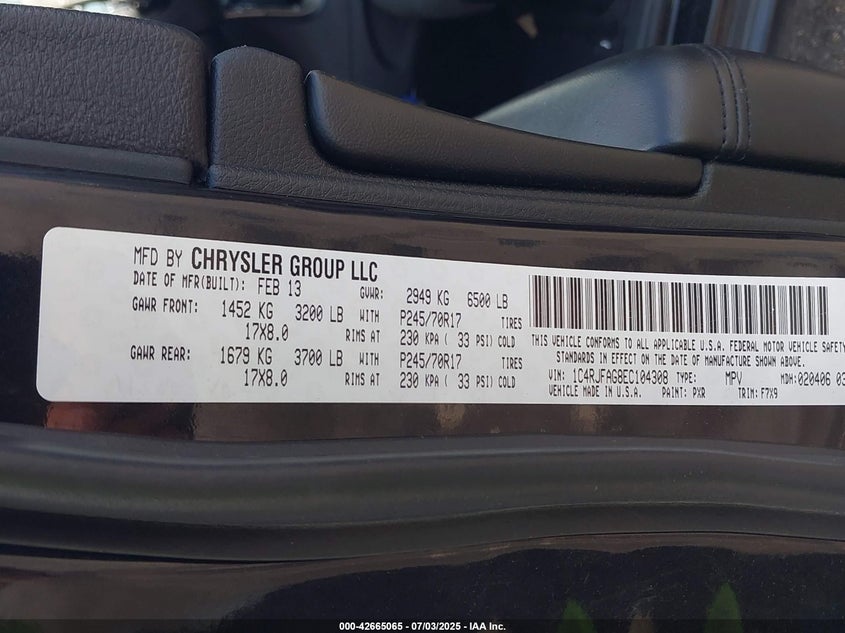 MFD BY CHRYSLER GROUP LLC
DATE OF MFR(BUILT): FEB 13 GVWR: 2949 KG 6500 LB
GAWR FRONT: 1452 KG 3200 LB WITH P245/70R17 TIRES
17X8.0 RIMS AT 230 KPA ( 33 PSI) COLD
GAWR REAR: 1679 KG 3700 LB WITH P245/70R17 TIRES
17X8.0 RIMS AT 230 KPA ( 33 PSI) COLD
THIS VEHICLE CONFORMS TO ALL APPLICABLE U.S.A. FEDERAL MOTOR VEHICLE SAFETY
STANDARDS IN EFFECT ON THE DATE OF MANUFACTURE SHOWN ABOVE.
VIN: 1C4RJFAG8EC104308 TYPE: MPV MDH:020406 03
VEHICLE MADE IN U.S.A. PAINT: PXR TRIM: F7X9
000-42665065 - 07/03/2025 - IAA Inc.